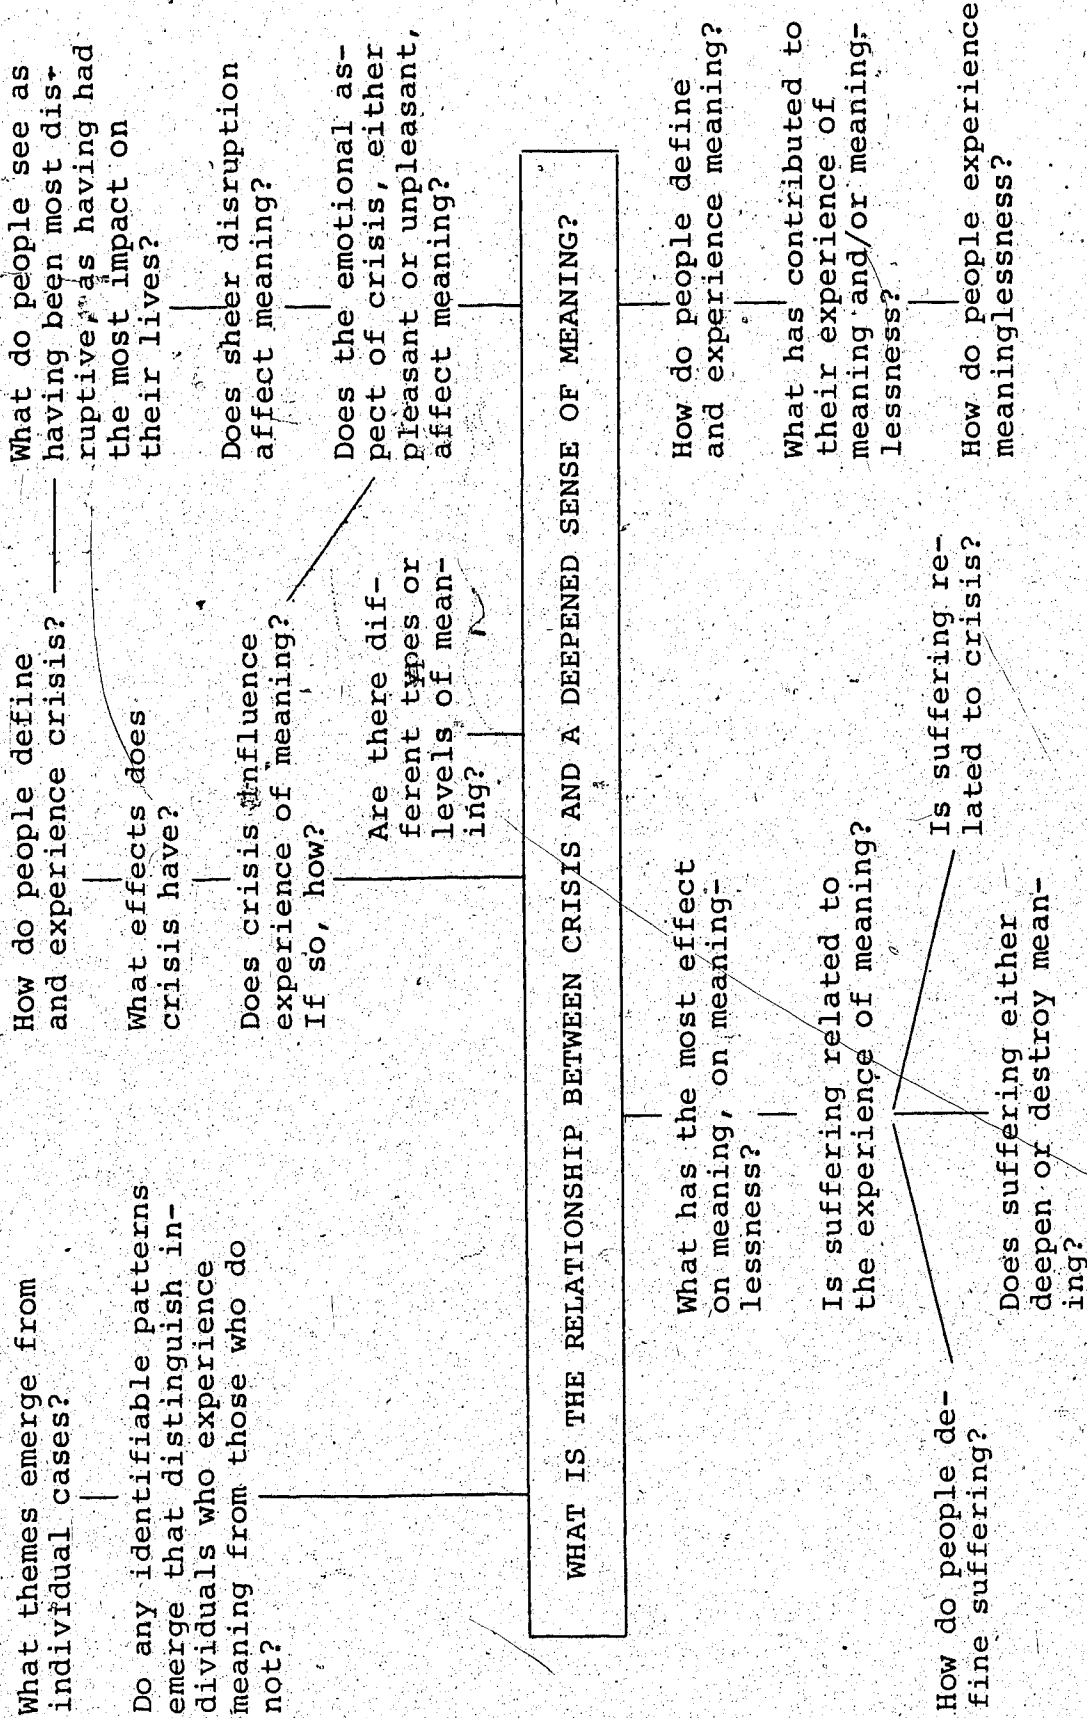 What themes emerge from
individual cases?
Do any identifiable patterns
emerge that distinguish in-
dividuals who experience
meaning from those who do
not?
How do people define
and experience crisis?
What effects does
crisis have?
Does crisis influence
experience of meaning?
If so, how?
Are there dif-
ferent types or
levels of mean-
ing?
What do people see as
having been most dis-
ruptive, as having had
the most impact on
their lives?
Does sheer disruption
affect meaning?
Does the emotional as-
pect of crisis, either
pleasant or unpleasant,
affect meaning?
WHAT IS THE RELATIONSHIP BETWEEN CRISIS AND A DEEPENED SENSE OF MEANING?
What has the most effect
on meaning, on meaning-
lessness?
Is suffering related to
the experience of meaning?
How do people de-
fine suffering?
Does suffering either
deepen or destroy mean-
ing?
Is suffering re-
lated to crisis?
How do people define
and experience meaning?
What has contributed to
their experience of
meaning and/or meaning-
lessness?
How do people experience
meaninglessness?